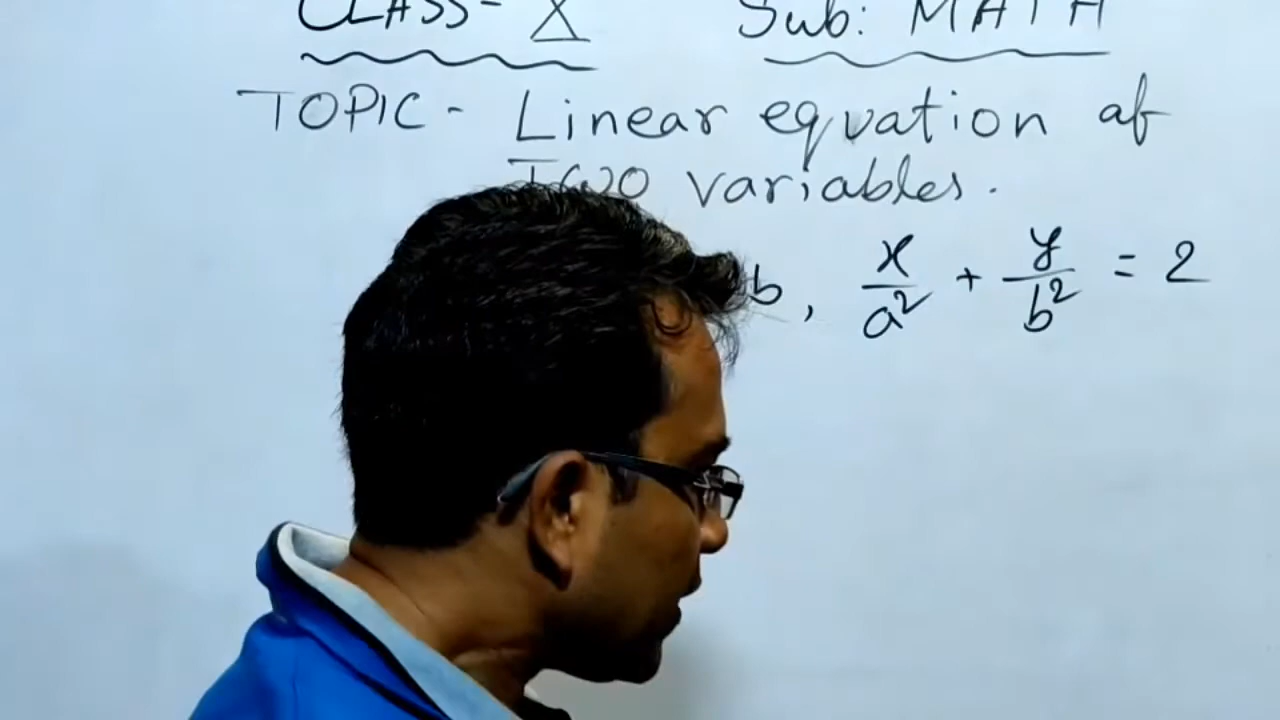 CLASS- X Sub: MATH
TOPIC - Linear equation of
Two variables.
b, x/a² + y/b² = 2